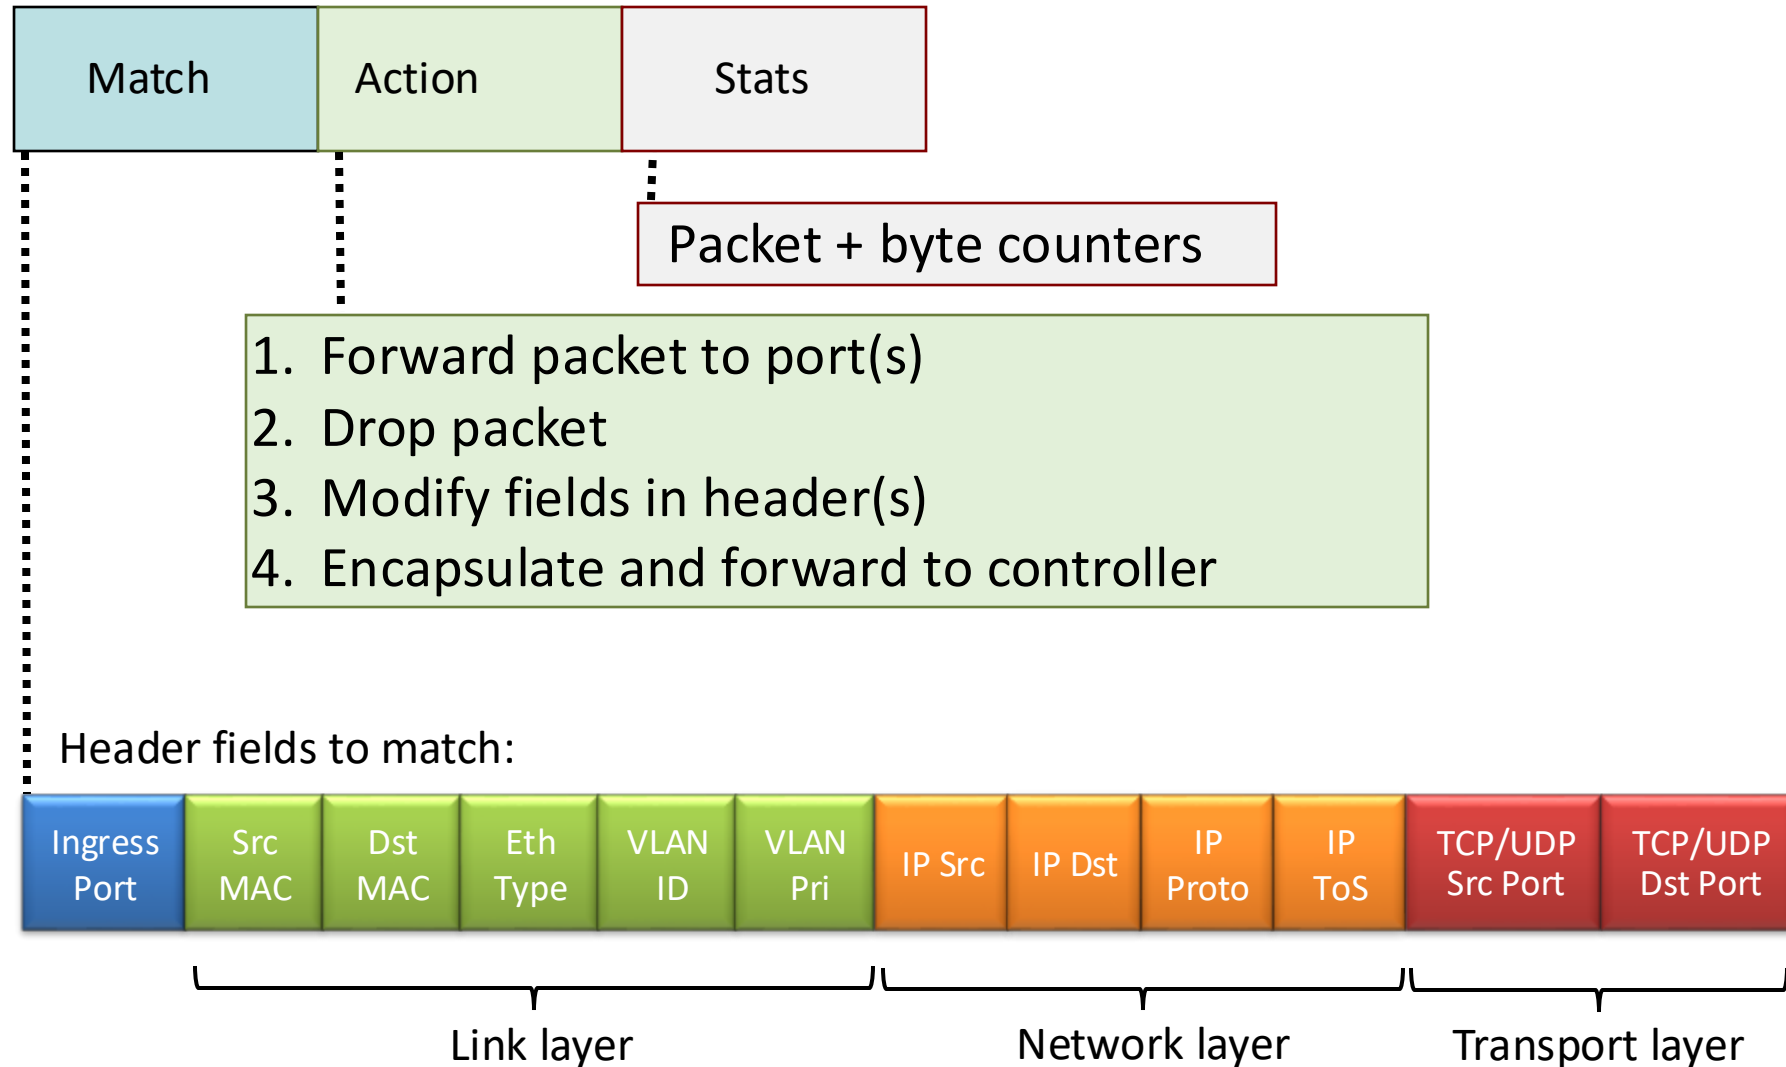 Match
Action
Stats
Packet + byte counters
1. Forward packet to port(s)
2. Drop packet
3. Modify fields in header(s)
4. Encapsulate and forward to controller
Header fields to match:
Ingress
Port
Src
MAC
Dst
MAC
Eth
Type
VLAN
ID
VLAN
Pri
IP Src
IP Dst
IP
Proto
IP
ToS
TCP/UDP
Src Port
TCP/UDP
Dst Port
Link layer
Network layer
Transport layer